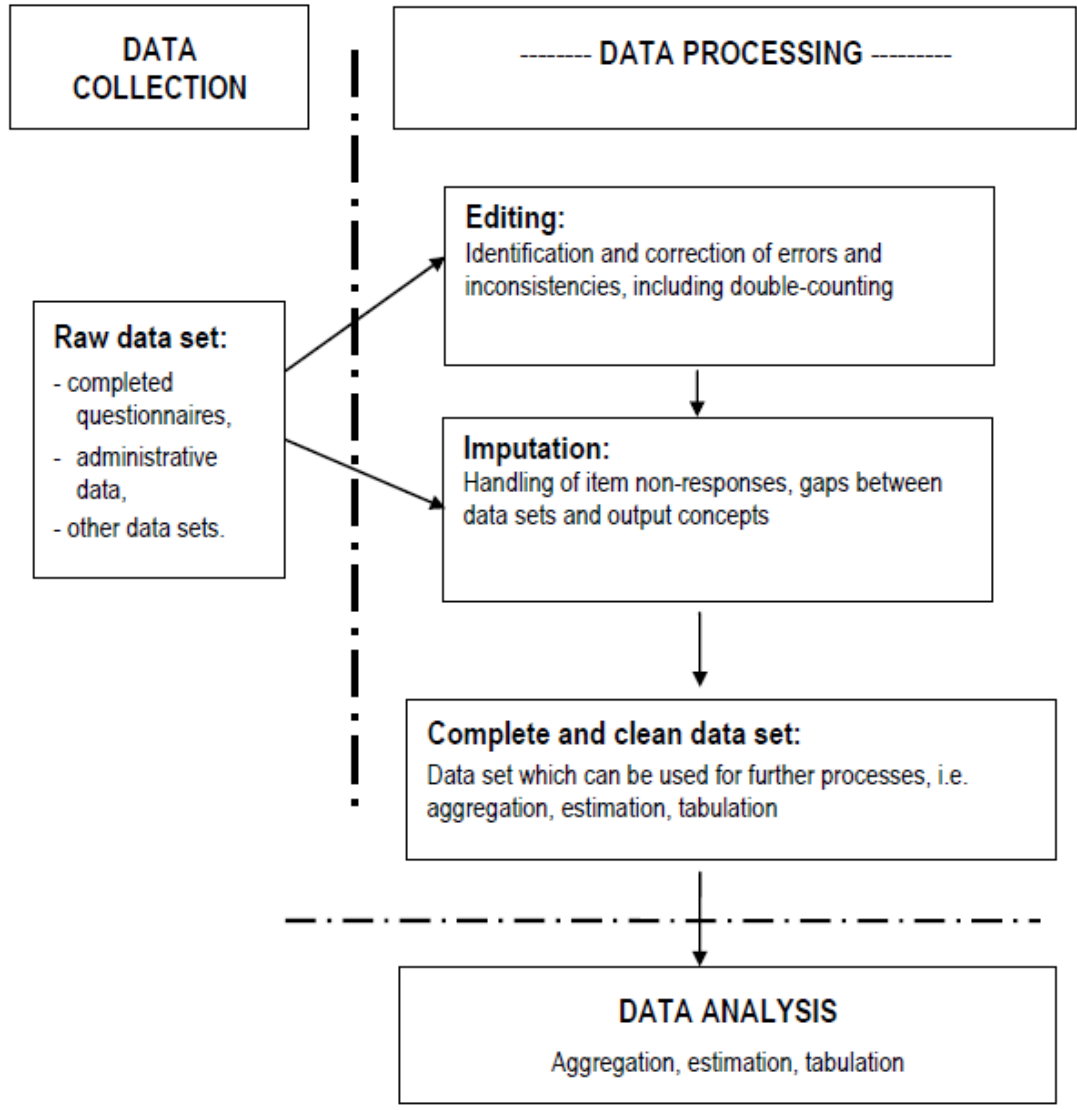 DATA
COLLECTION
-------- DATA PROCESSING ---------
Raw data set:
- completed
questionnaires,
- administrative
data,
- other data sets.
Editing:
Identification and correction of errors and
inconsistencies, including double-counting
Imputation:
Handling of item non-responses, gaps between
data sets and output concepts
Complete and clean data set:
Data set which can be used for further processes, i.e.
aggregation, estimation, tabulation
DATA ANALYSIS
Aggregation, estimation, tabulation